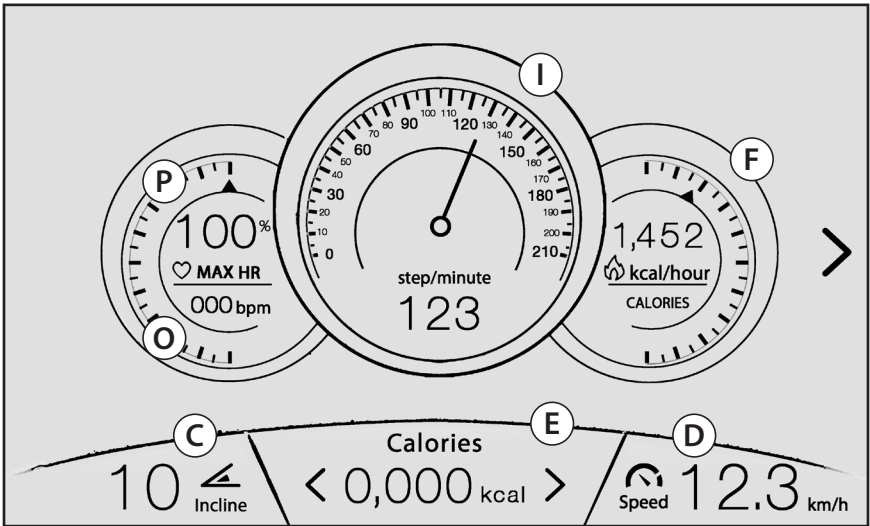 I
F
P
O
0
10
20
30
40
50
60
70
80
90
100
110
120
130
140
150
160
170
180
190
200
210
step/minute
123
100%
MAX HR
000 bpm
1,452
kcal/hour
CALORIES
>
C
E
D
10 Incline
Calories
< 0,000 kcal >
Speed 12.3 km/h